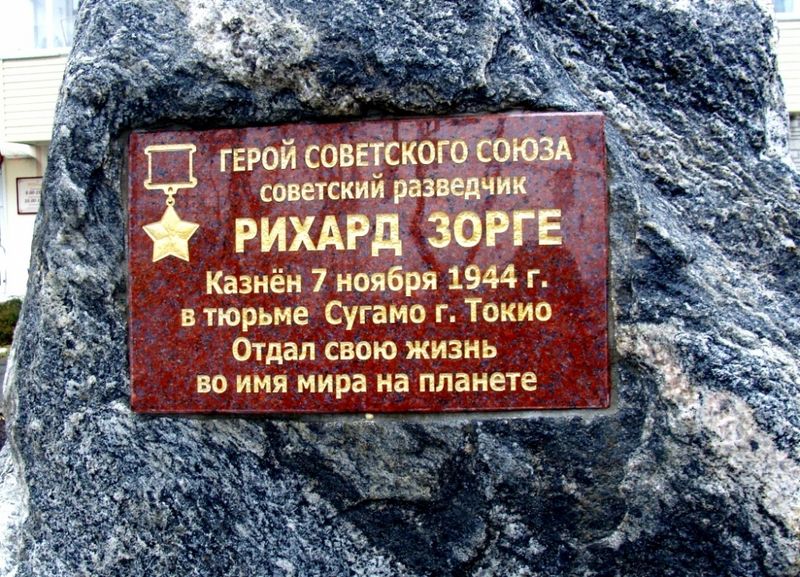 ГЕРОЙ СОВЕТСКОГО СОЮЗА
советский разведчик
РИХАРД ЗОРГЕ
Казнён 7 ноября 1944 г.
в тюрьме Сугамо г. Токио
Отдал свою жизнь
во имя мира на планете